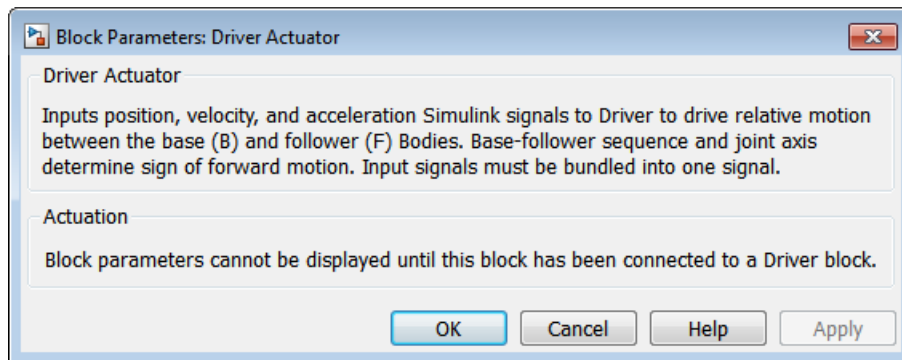 Block Parameters: Driver Actuator
Driver Actuator
Inputs position, velocity, and acceleration Simulink signals to Driver to drive relative motion
between the base (B) and follower (F) Bodies. Base-follower sequence and joint axis
determine sign of forward motion. Input signals must be bundled into one signal.
Actuation
Block parameters cannot be displayed until this block has been connected to a Driver block.
OK Cancel Help Apply